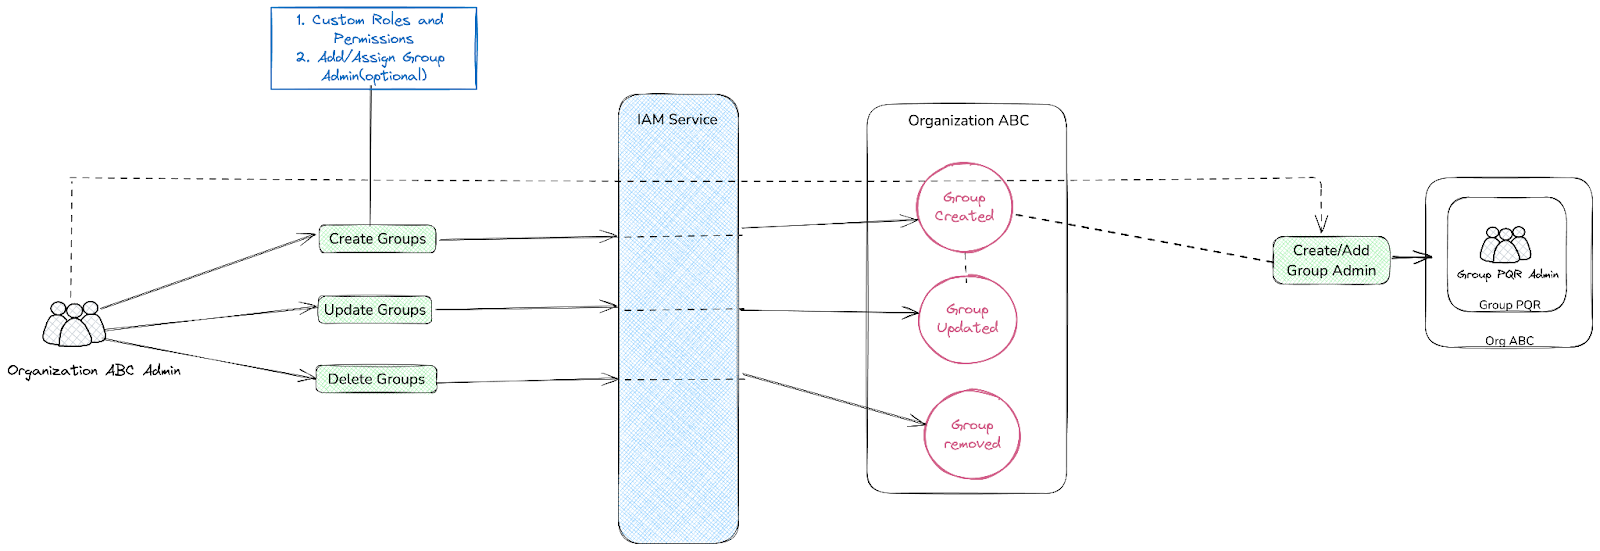 1. Custom Roles and
Permissions
2. Add/Assign Group
Admin(optional)
IAM Service
Organization ABC
Group
Created
Create Groups
Create/Add
Group Admin
Group PQR Admin
Group PQR
Org ABC
Update Groups
Group
Updated
Organization ABC Admin
Delete Groups
Group
removed